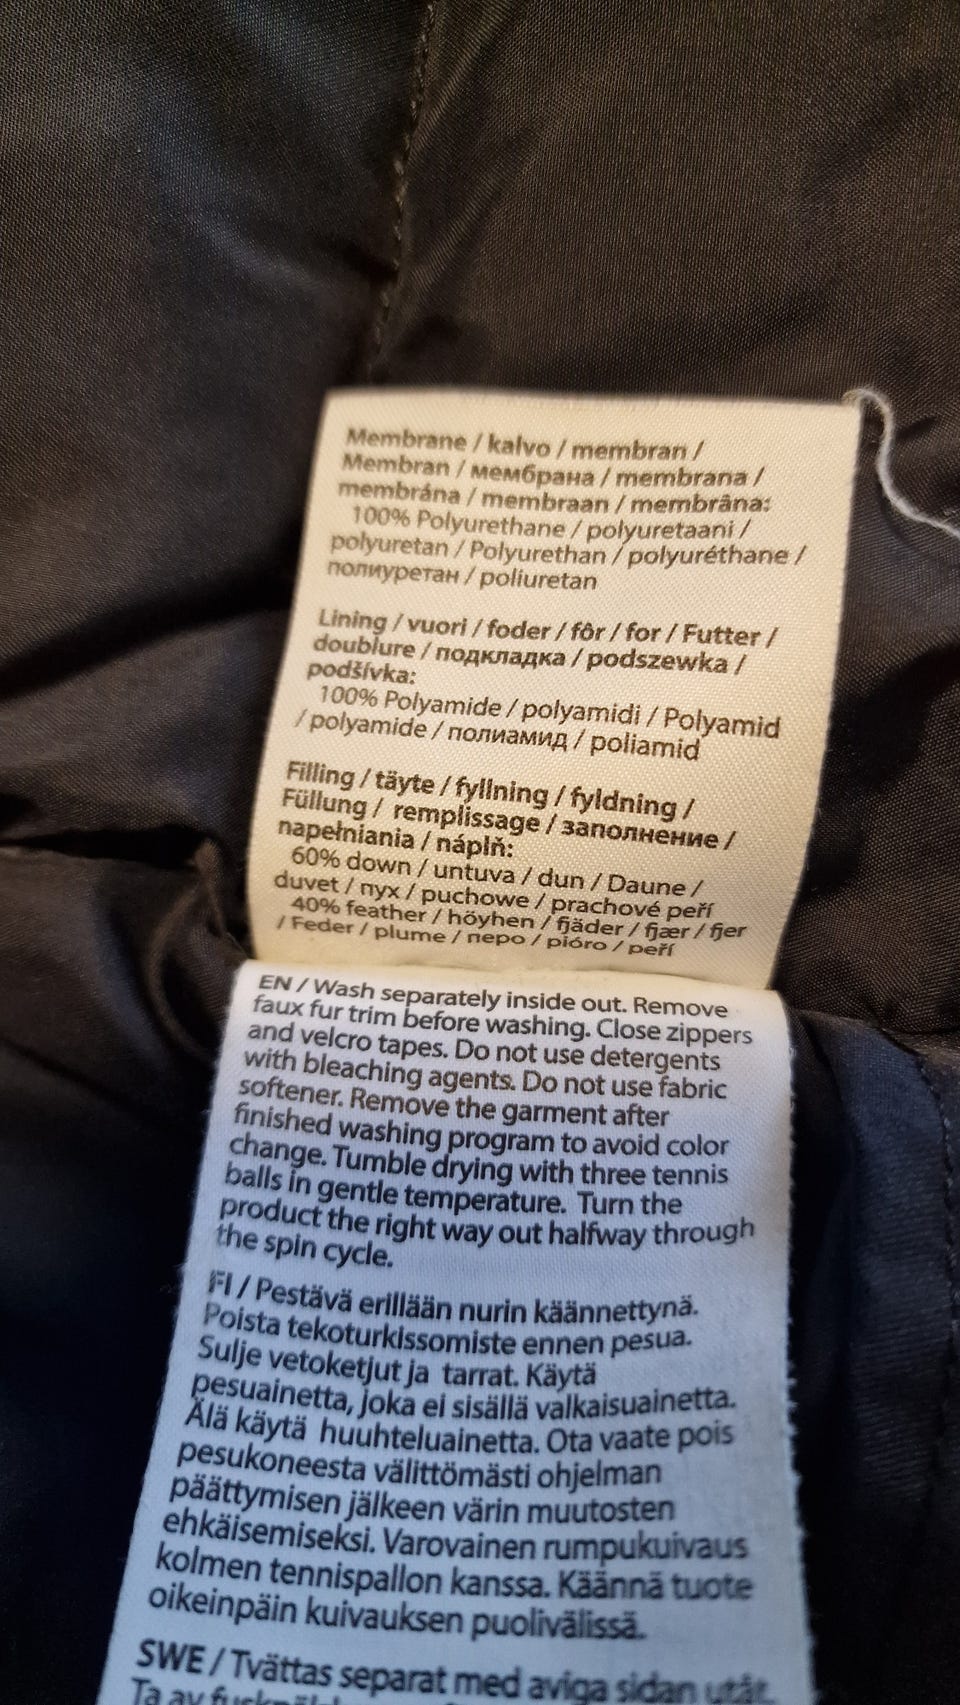 Membrane / kalvo / membran /
Membran / мембрана / membrana /
membrána / membraan / membrâna:
100% Polyurethane / polyuretaani /
polyuretan / Polyurethan / polyuréthane /
полиуретан / poliuretan
Lining / vuori / foder / fôr / for / Futter /
doublure / подкладка / podszewka /
podšívka:
100% Polyamide / polyamidi / Polyamid
/ polyamide / полиамид / poliamid
Filling / täyte / fyllning / fyldning /
Füllung / remplissage / заполнение /
napełniania / náplň:
60% down / untuva / dun / Daune /
duvet / пух / puchowe / prachové peří
40% feather / höyhen / fjäder / fjær / fjer
/ Feder / plume / перо / pióro / peří
EN / Wash separately inside out. Remove
faux fur trim before washing. Close zippers
and velcro tapes. Do not use detergents
with bleaching agents. Do not use fabric
softener. Remove the garment after
finished washing program to avoid color
change. Tumble drying with three tennis
balls in gentle temperature. Turn the
product the right way out halfway through
the spin cycle.
FI / Pestävä erillään nurin käännettynä.
Poista tekoturkissomiste ennen pesua.
Sulje vetoketjut ja tarrat. Käytä
pesuainetta, joka ei sisällä valkaisuainetta.
Älä käytä huuhteluainetta. Ota vaate pois
pesukoneesta välittömästi ohjelman
päättymisen jälkeen värin muutosten
ehkäisemiseksi. Varovainen rumpukuivaus
kolmen tennispallon kanssa. Käännä tuote
oikeinpäin kuivauksen puolivälissä.
SWE / Tvättas separat med aviga sidan utåt.
Ta av